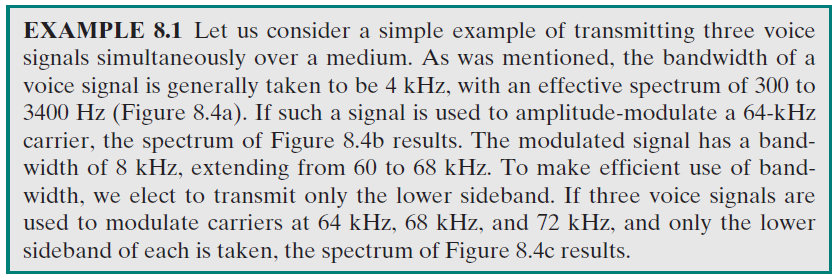 EXAMPLE 8.1 Let us consider a simple example of transmitting three voice
signals simultaneously over a medium. As was mentioned, the bandwidth of a
voice signal is generally taken to be 4 kHz, with an effective spectrum of 300 to
3400 Hz (Figure 8.4a). If such a signal is used to amplitude-modulate a 64-kHz
carrier, the spectrum of Figure 8.4b results. The modulated signal has a band-
width of 8 kHz, extending from 60 to 68 kHz. To make efficient use of band-
width, we elect to transmit only the lower sideband. If three voice signals are
used to modulate carriers at 64 kHz, 68 kHz, and 72 kHz, and only the lower
sideband of each is taken, the spectrum of Figure 8.4c results.